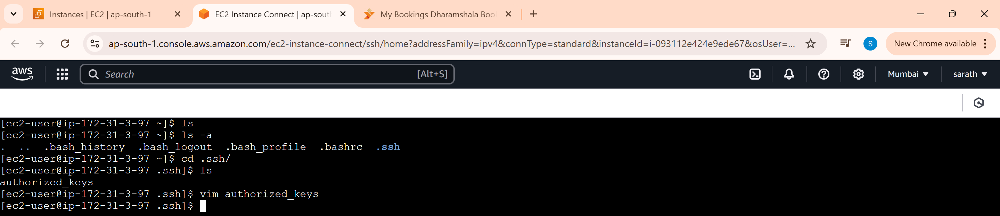 Instances | EC2 | ap-south-1
EC2 Instance Connect | ap-sout
My Bookings Dharamshala Boo
ap-south-1.console.aws.amazon.com/ec2-instance-connect/ssh/home?addressFamily=ipv4&connType=standard&instanceId=i-093112e424e9ede67&osUser=...
S
New Chrome available
aws
Search
[Alt+S]
Mumbai
sarath
[ec2-user@ip-172-31-3-97 ~]$ ls
[ec2-user@ip-172-31-3-97 ~]$ ls -a
. .. .bash_history .bash_logout .bash_profile .bashrc .ssh
[ec2-user@ip-172-31-3-97 ~]$ cd .ssh/
[ec2-user@ip-172-31-3-97 .ssh]$ ls
authorized_keys
[ec2-user@ip-172-31-3-97 .ssh]$ vim authorized_keys
[ec2-user@ip-172-31-3-97 .ssh]$